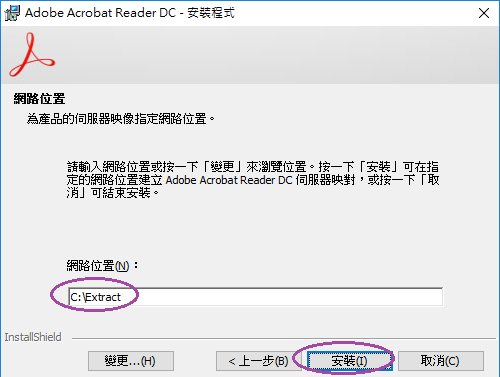 Adobe Acrobat Reader DC - 安裝程式
網路位置
為產品的伺服器映像指定網路位置。
請輸入網路位置或按一下「變更」來瀏覽位置。按一下「安裝」可在指
定的網路位置建立 Adobe Acrobat Reader DC 伺服器映對，或按一下「取
消」可結束安裝。
網路位置(N)：
C:\Extract
InstallShield
變更...(H)
< 上一步(B)
安裝(I)
取消(C)